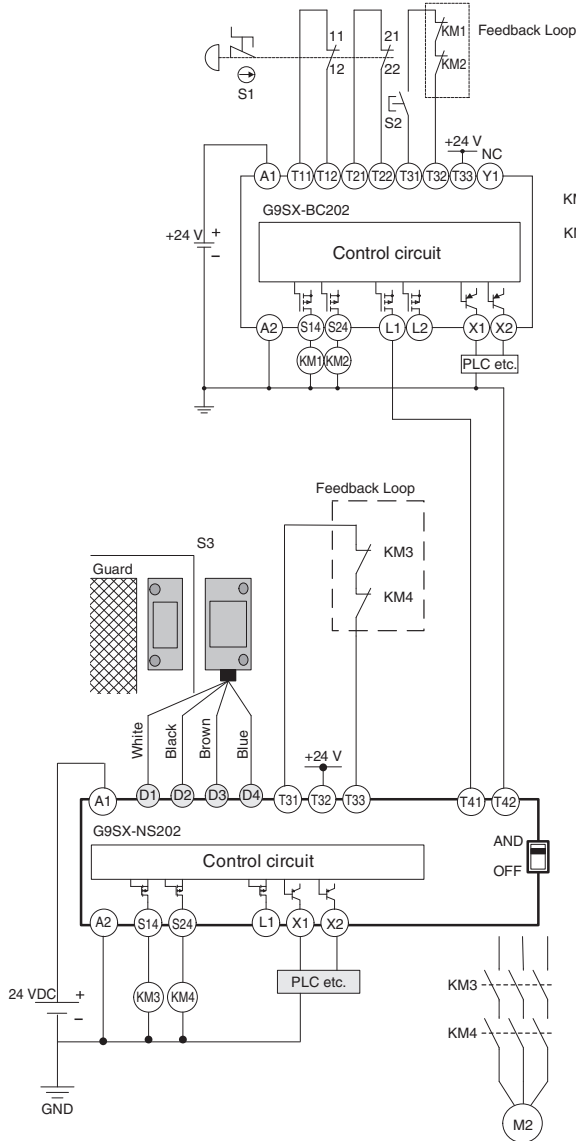 11 21 KM1 Feedback Loop
12 22 KM2
S1 S2
+24 V NC
A1 T11 T12 T21 T22 T31 T32 T33 Y1
KM
G9SX-BC202
KM
+24 V + Control circuit
−
A2 S14 S24 L1 L2 X1 X2
KM1 KM2 PLC etc.
Feedback Loop
S3
Guard KM3
KM4
White Black Brown Blue
+24 V
A1 D1 D2 D3 D4 T31 T32 T33 T41 T42
G9SX-NS202 AND
Control circuit OFF
A2 S14 S24 L1 X1 X2
24 VDC + KM3 KM4 PLC etc. KM3
− KM4
GND
M2